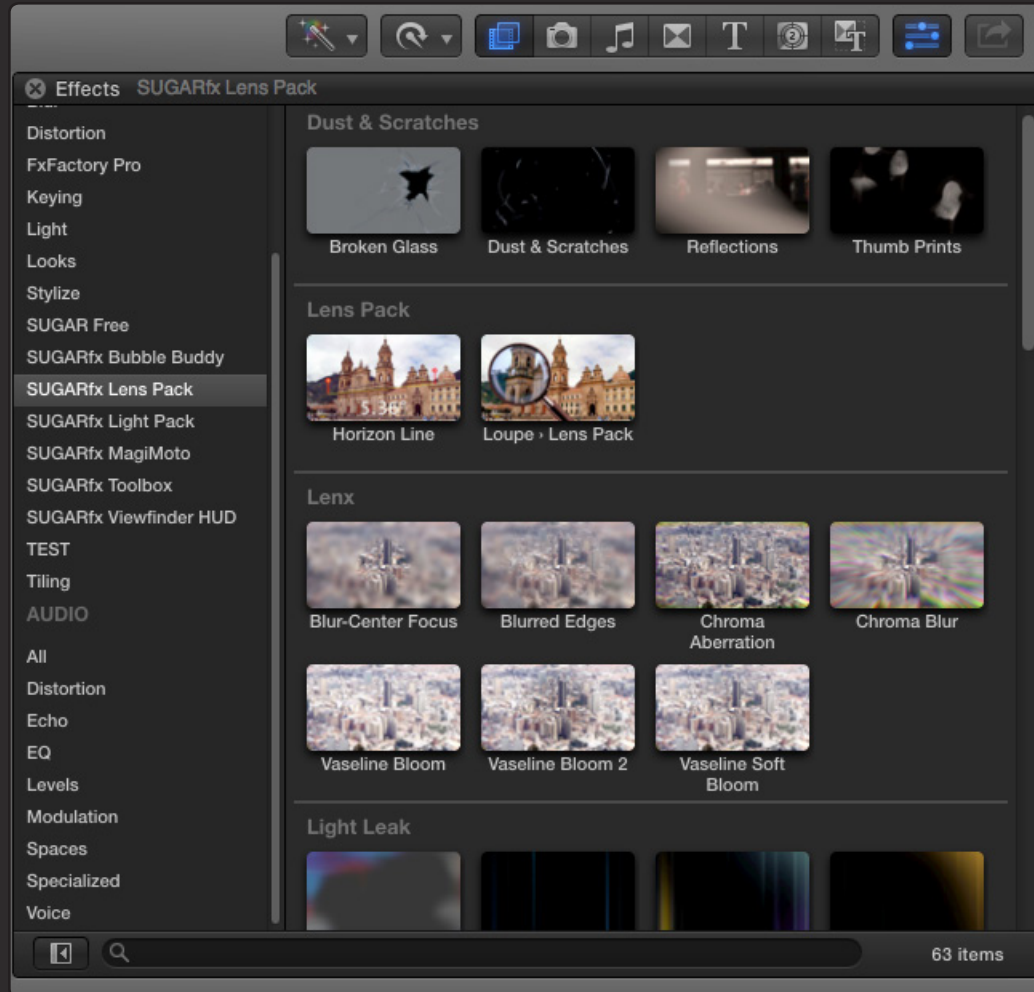 T
2
T
Effects SUGARfx Lens Pack
Blur
Distortion
FxFactory Pro
Keying
Light
Looks
Stylize
SUGAR Free
SUGARfx Bubble Buddy
SUGARfx Lens Pack
SUGARfx Light Pack
SUGARfx MagiMoto
SUGARfx Toolbox
SUGARfx Viewfinder HUD
TEST
Tiling
AUDIO
All
Distortion
Echo
EQ
Levels
Modulation
Spaces
Specialized
Voice
Dust & Scratches
Broken Glass
Dust & Scratches
Reflections
Thumb Prints
Lens Pack
5.36°
Horizon Line
Loupe › Lens Pack
Lenx
Blur-Center Focus
Blurred Edges
Chroma
Aberration
Chroma Blur
Vaseline Bloom
Vaseline Bloom 2
Vaseline Soft
Bloom
Light Leak
63 items